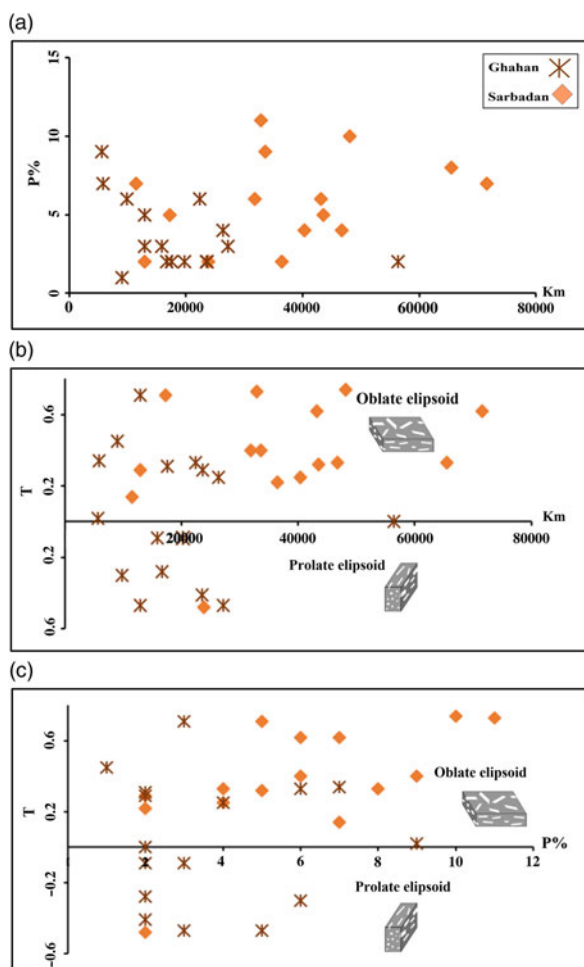 (a)
15
10
5
0
P%
Ghahan
Sarbadan
0 20000 40000 60000 80000
Km
(b)
0.6
0.2
0.2
0.6
T
Oblate elipsoid
Km
20000 40000 60000 80000
Prolate elipsoid
(c)
0.6
0.2
-0.2
-0.6
T
Oblate elipsoid
P%
2 4 6 8 10 12
Prolate elipsoid